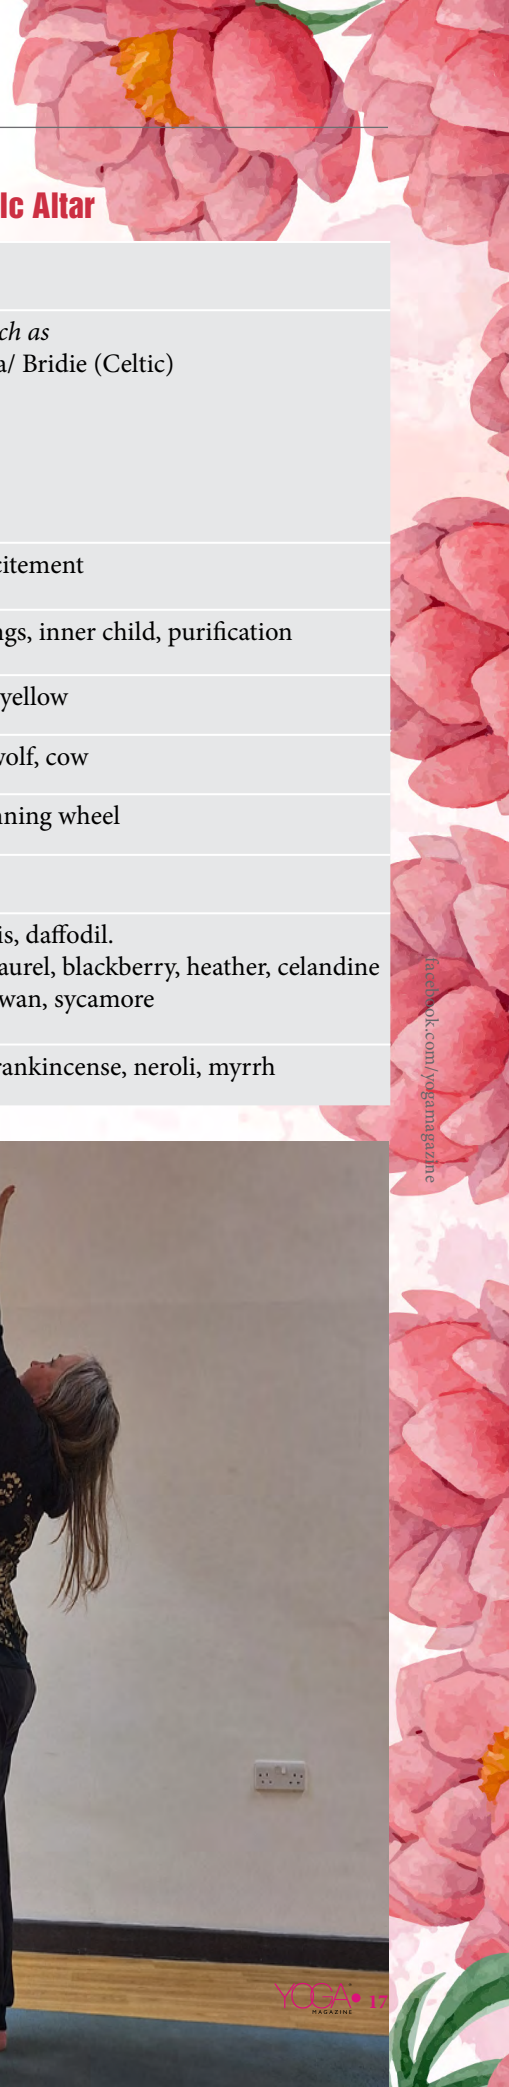 lc Altar
ch as
a/ Bridie (Celtic)
citement
ngs, inner child, purification
yellow
volf, cow
nning wheel
is, daffodil.
aurel, blackberry, heather, celandine
wan, sycamore
rankincense, neroli, myrrh
facebook.com/yogamagazine
YOGA
MAGAZINE
17